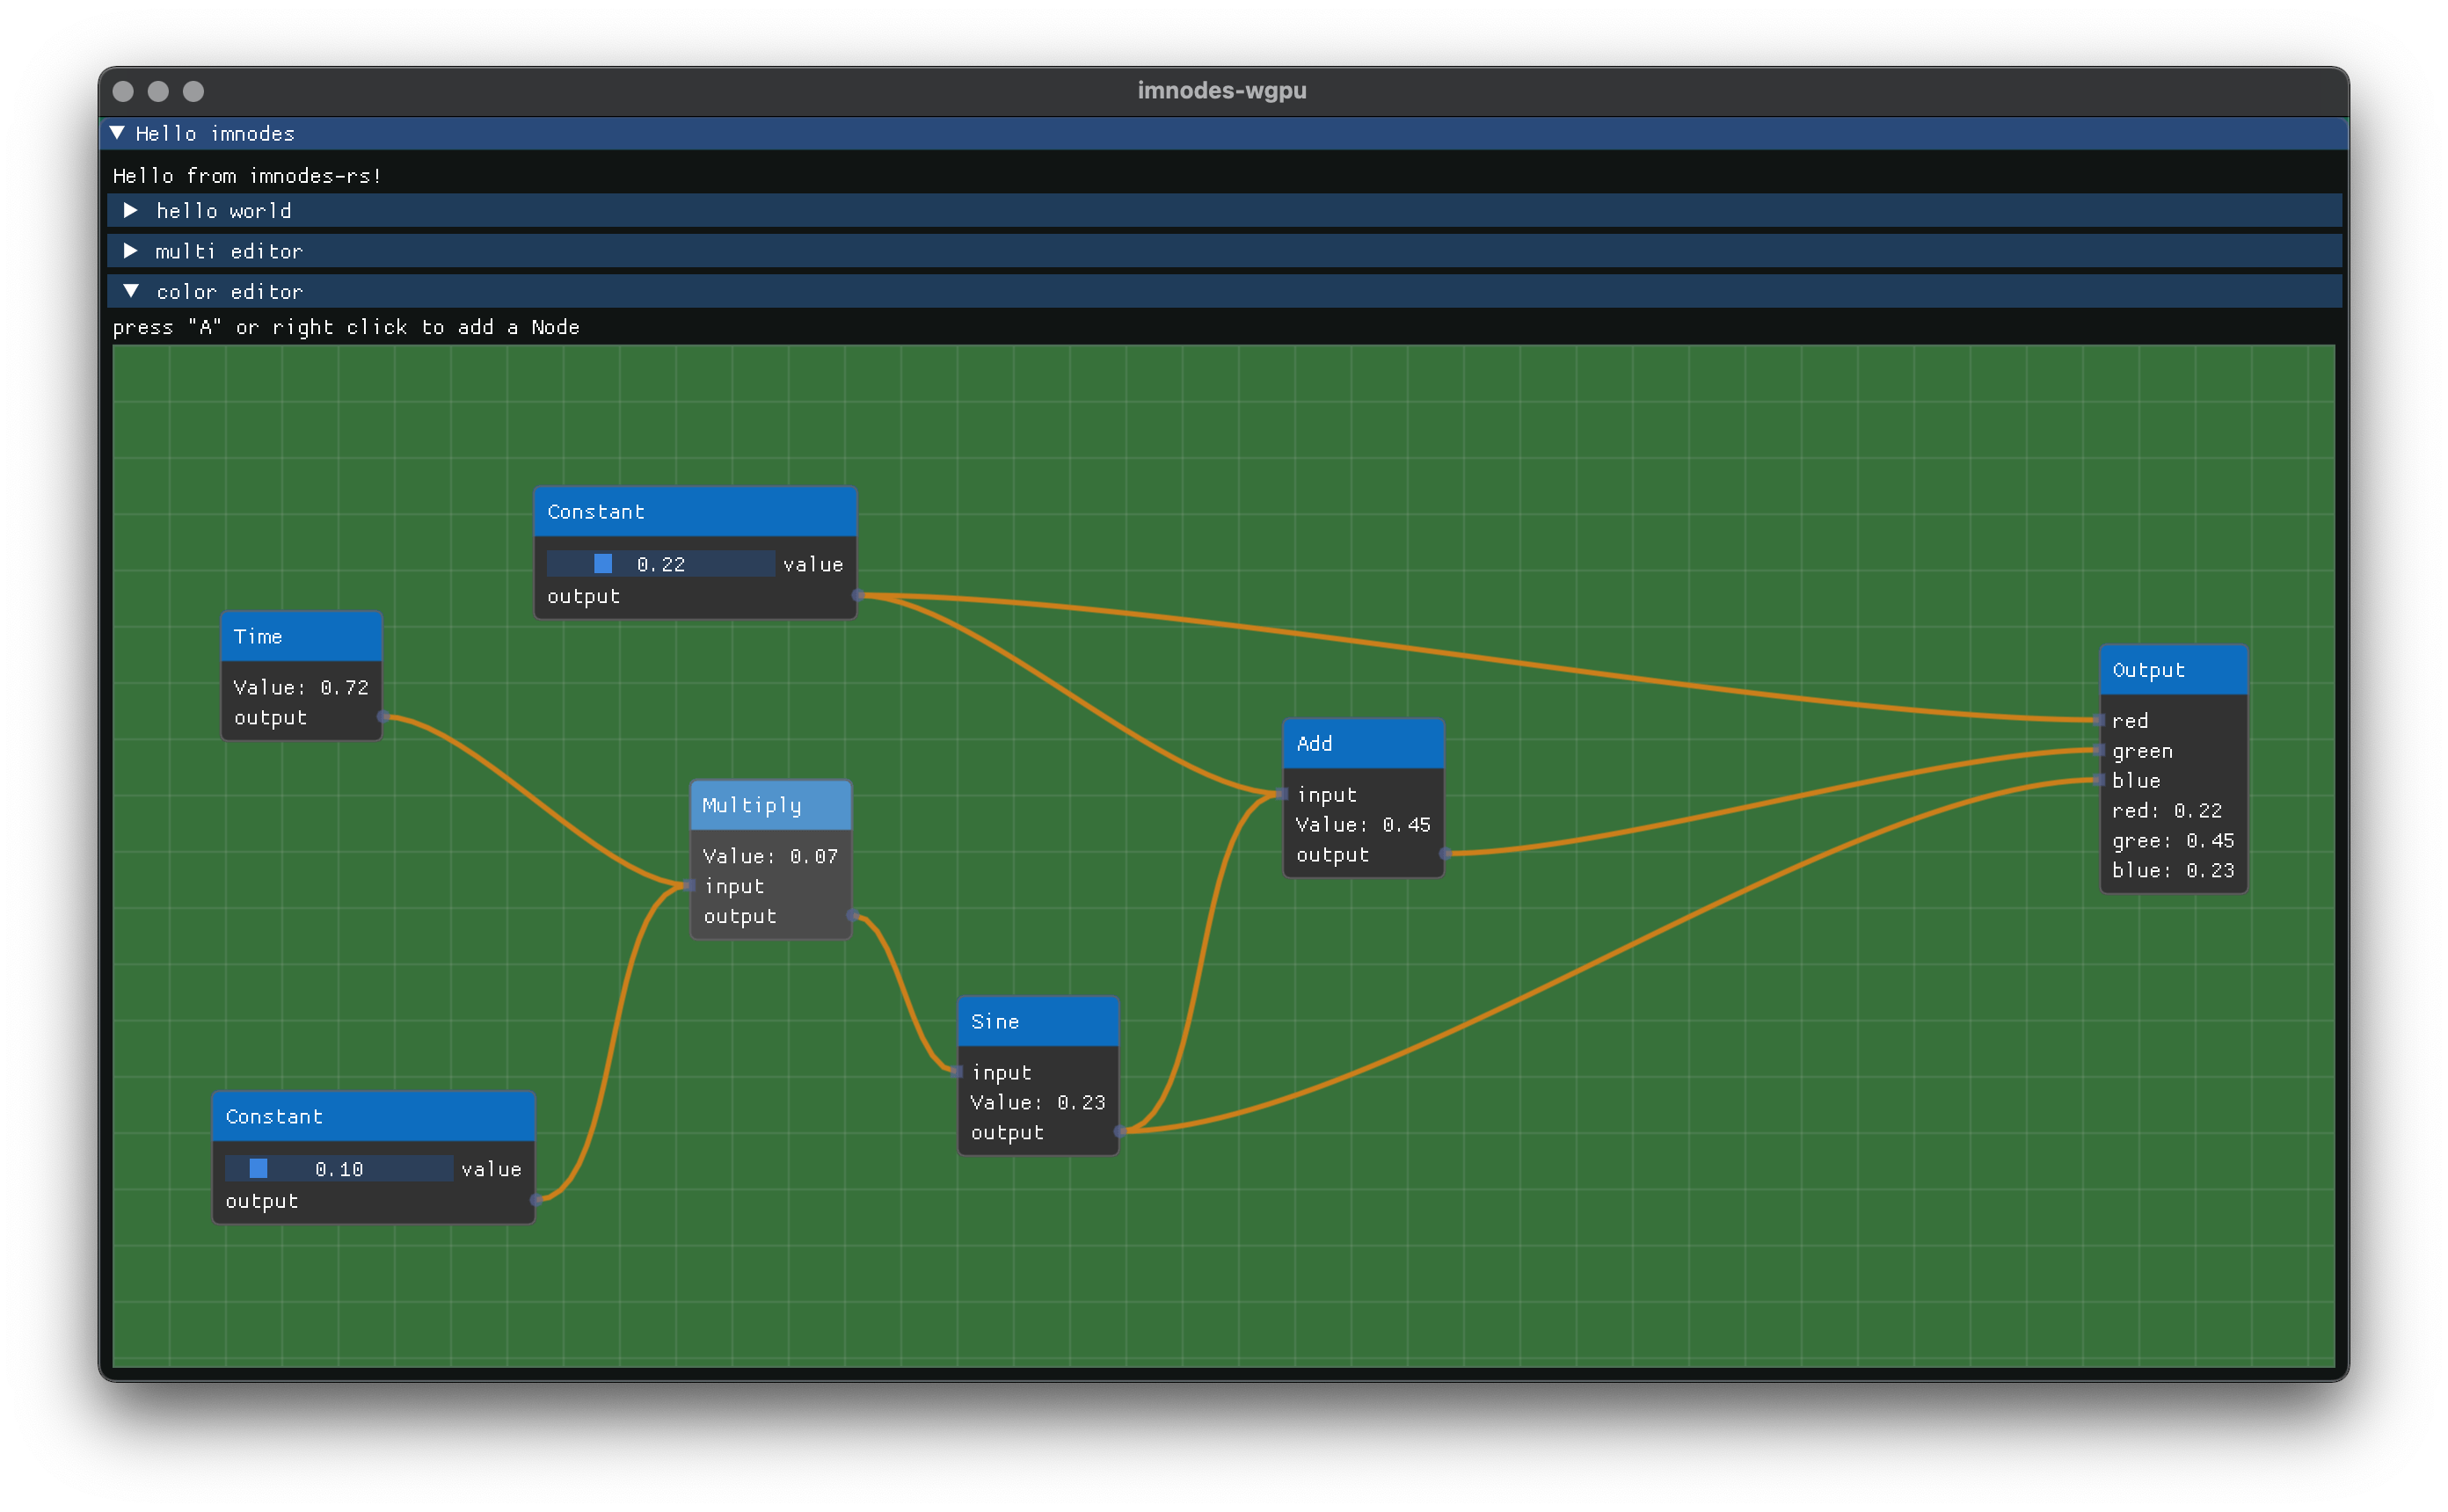 imnodes-wgpu
Hello imnodes
Hello from imnodes-rs!
hello world
multi editor
color editor
press "A" or right click to add a Node
Constant
0.22 value
output
Time
Value: 0.72
output
Multiply
Value: 0.07
input
output
Constant
0.10 value
output
Sine
input
Value: 0.23
output
Add
input
Value: 0.45
output
Output
red
green
blue
red: 0.22
gree: 0.45
blue: 0.23